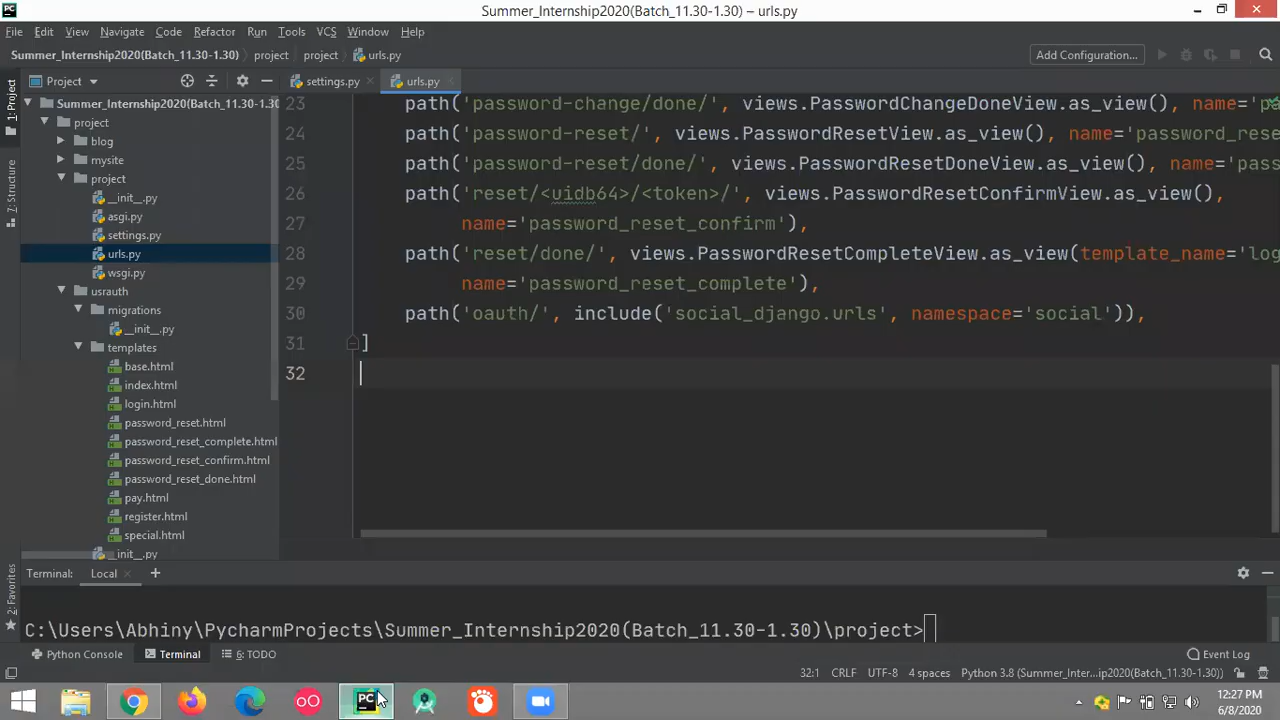 Summer_Internship2020(Batch_11.30-1.30) – urls.py
File Edit View Navigate Code Refactor Run Tools VCS Window Help
Summer_Internship2020(Batch_11.30-1.30) project project urls.py Add Configuration...
Project settings.py urls.py
1: Project
7: Structure
2: Favorites
Summer_Internship2020(Batch_11.30-1.30)
project
blog
mysite
project
__init__.py
asgi.py
settings.py
urls.py
wsgi.py
usrauth
migrations
__init__.py
templates
base.html
index.html
login.html
password_reset.html
password_reset_complete.html
password_reset_confirm.html
password_reset_done.html
pay.html
register.html
special.html
__init__.py
23 path('password-change/done/', views.PasswordChangeDoneView.as_view(), name='pa
24 path('password-reset/', views.PasswordResetView.as_view(), name='password_rese
25 path('password-reset/done/', views.PasswordResetDoneView.as_view(), name='pass
26 path('reset/<uidb64>/<token>/', views.PasswordResetConfirmView.as_view(),
27 name='password_reset_confirm'),
28 path('reset/done/', views.PasswordResetCompleteView.as_view(template_name='log
29 name='password_reset_complete'),
30 path('oauth/', include('social_django.urls', namespace='social')),
31 ]
32
Terminal: Local +
C:\Users\Abhiny\PycharmProjects\Summer_Internship2020(Batch_11.30-1.30)\project>
Python Console Terminal 6: TODO Event Log
32:1 CRLF UTF-8 4 spaces Python 3.8 (Summer_Inter...ip2020(Batch_11.30-1.30))
PC
12:27 PM
6/8/2020